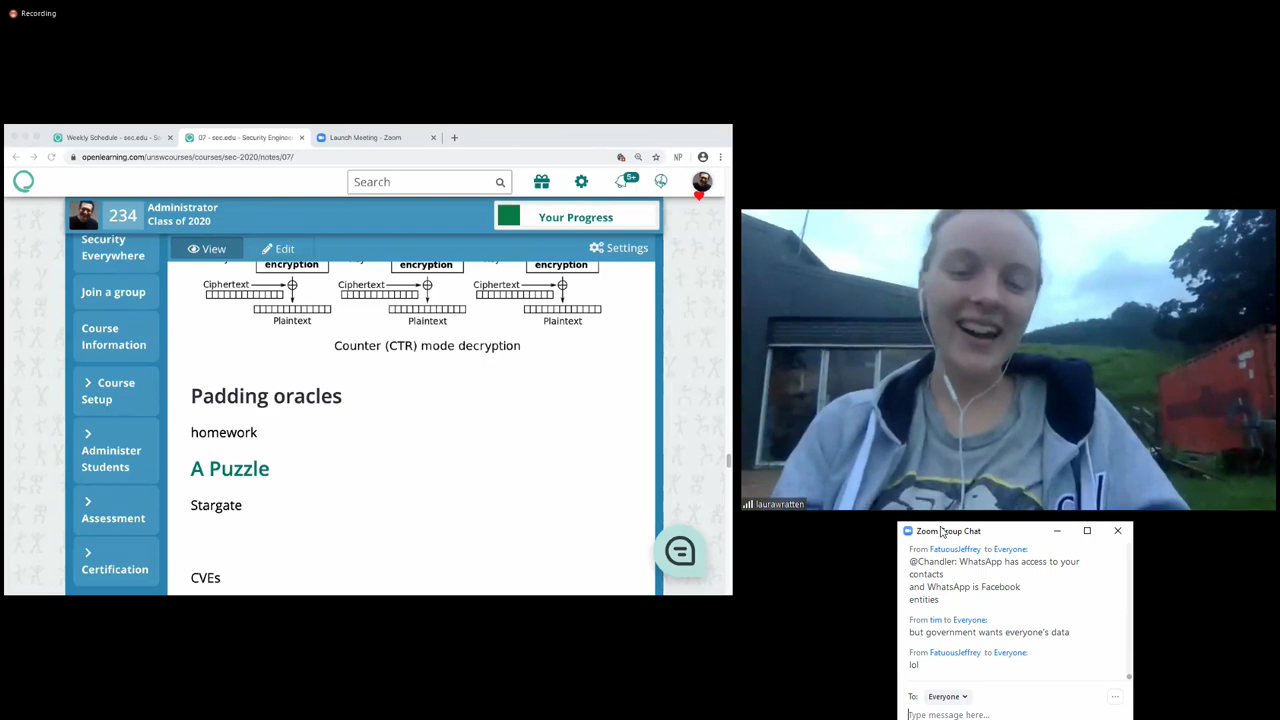 Recording
Weekly Schedule - sec.edu - Se
07 - sec.edu - Security Enginee
Launch Meeting - Zoom
openlearning.com/unswcourses/courses/sec-2020/notes/07/
NP
Search
5+
234
Administrator
Class of 2020
Your Progress
View
Edit
Settings
Security
Everywhere
Join a group
Course
Information
Course
Setup
Administer
Students
Assessment
Certification
encryption
encryption
encryption
Ciphertext
Ciphertext
Ciphertext
Plaintext
Plaintext
Plaintext
Counter (CTR) mode decryption
Padding oracles
homework
A Puzzle
Stargate
CVEs
laurawratten
Zoom Group Chat
From FatuousJeffrey to Everyone:
@Chandler: WhatsApp has access to your
contacts
and WhatsApp is Facebook
entities
From tim to Everyone:
but government wants everyone's data
From FatuousJeffrey to Everyone:
lol
To: Everyone
Type message here...